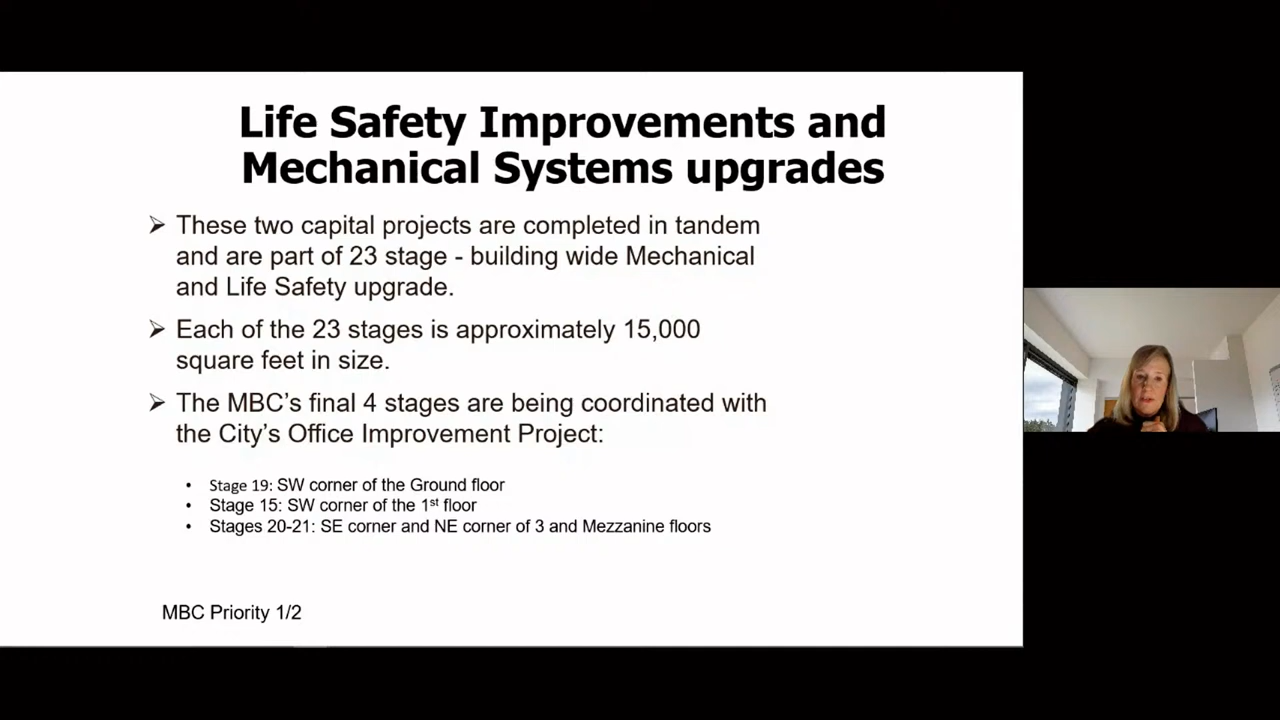 Life Safety Improvements and
Mechanical Systems upgrades
➢ These two capital projects are completed in tandem
and are part of 23 stage - building wide Mechanical
and Life Safety upgrade.
➢ Each of the 23 stages is approximately 15,000
square feet in size.
➢ The MBC’s final 4 stages are being coordinated with
the City’s Office Improvement Project:
• Stage 19: SW corner of the Ground floor
• Stage 15: SW corner of the 1st floor
• Stages 20-21: SE corner and NE corner of 3 and Mezzanine floors
MBC Priority 1/2